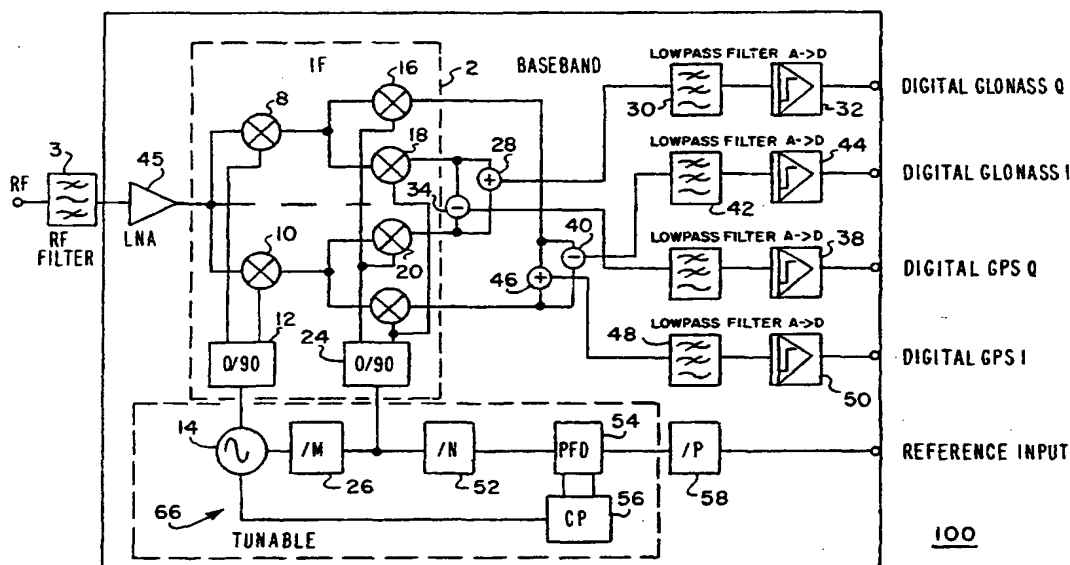 IF
2
BASEBAND
LOWPASS FILTER A->D
30
32
DIGITAL GLONASS Q
16
8
3
45
18
28
44
DIGITAL GLONASS I
RF
RF FILTER
LNA
34
+
−
42
LOWPASS FILTER A->D
10
20
40
−
38
DIGITAL GPS Q
46
+
LOWPASS FILTER A->D
12
0/90
24
0/90
48
LOWPASS FILTER A->D
50
DIGITAL GPS I
14
/M
26
/N
52
PFD
54
/P
58
REFERENCE INPUT
66
CP
56
TUNABLE
100